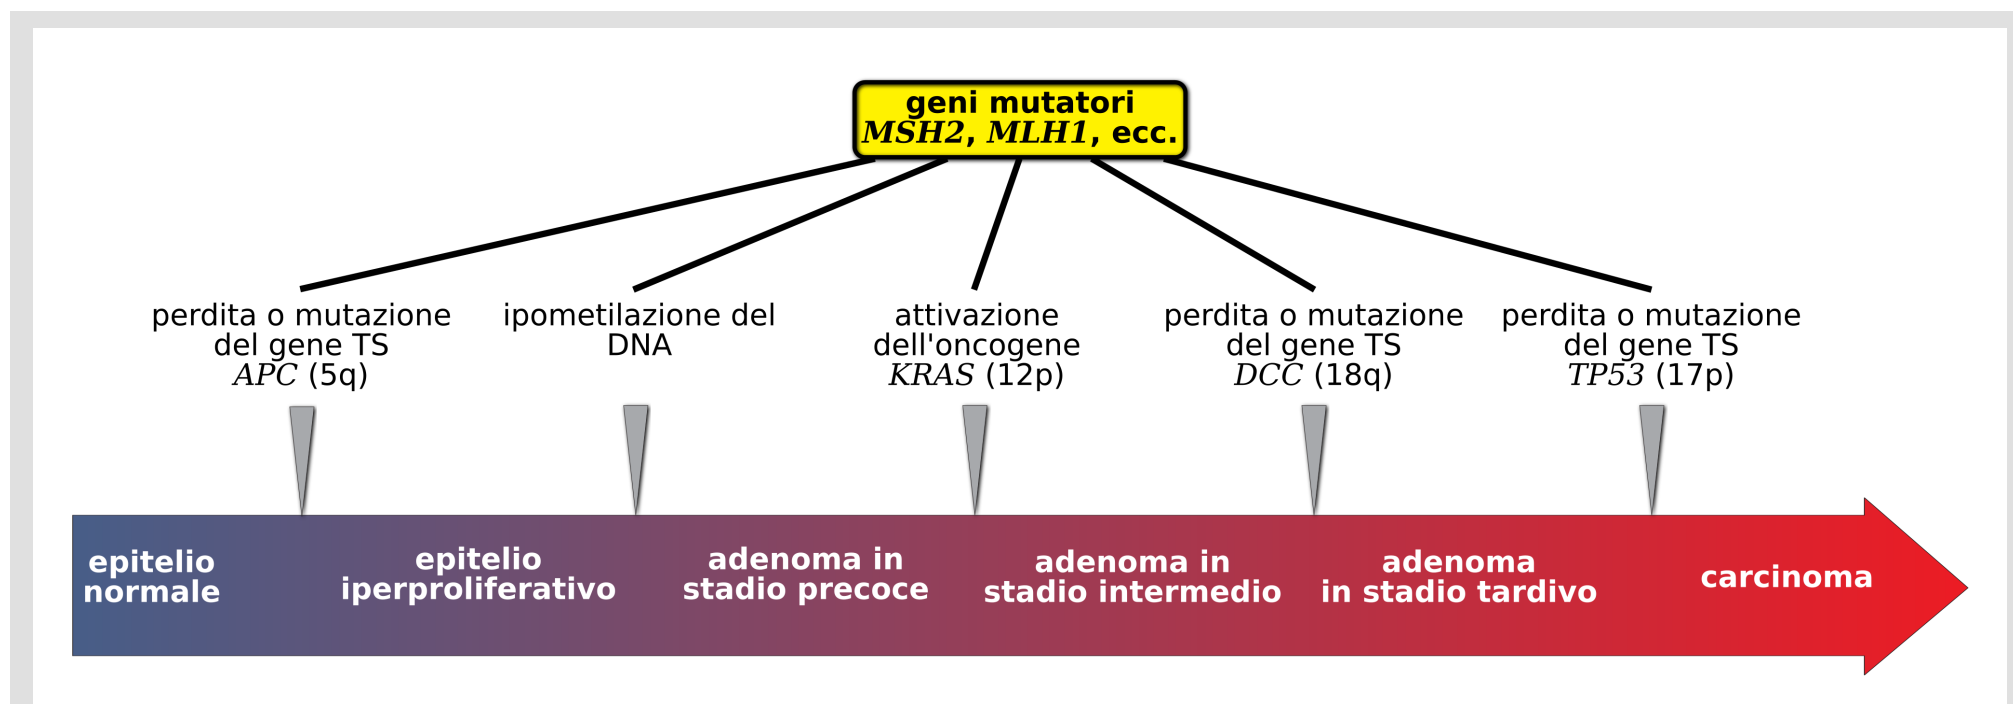 geni mutatori
MSH2, MLH1, ecc.
perdita o mutazione
del gene TS
APC (5q)
ipometilazione del
DNA
attivazione
dell'oncogene
KRAS (12p)
perdita o mutazione
del gene TS
DCC (18q)
perdita o mutazione
del gene TS
TP53 (17p)
epitelio
normale
epitelio
iperproliferativo
adenoma in
stadio precoce
adenoma in
stadio intermedio
adenoma
in stadio tardivo
carcinoma